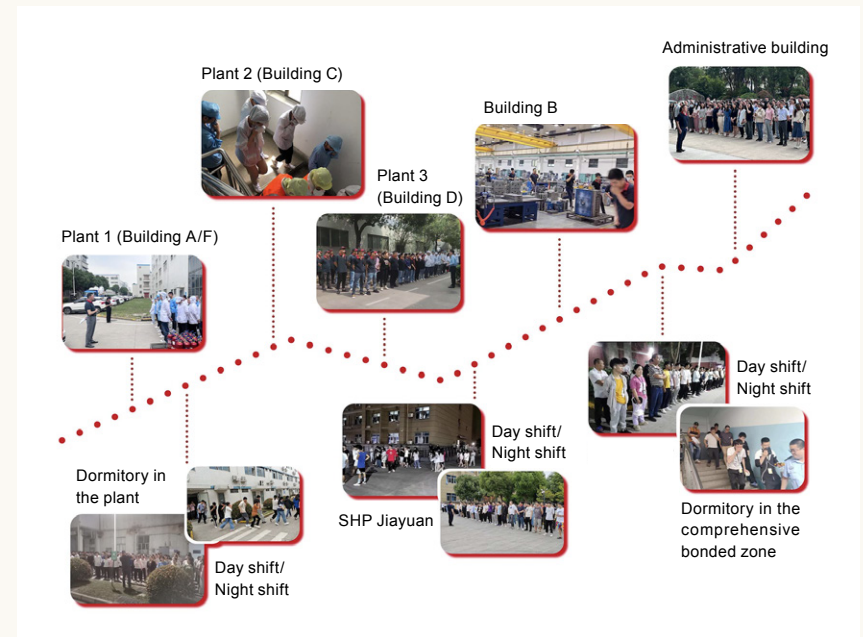 Administrative building
Plant 2 (Building C)
Building B
Plant 3
(Building D)
Plant 1 (Building A/F)
Day shift/
Night shift
Day shift/
Night shift
Dormitory in
the plant
SHP Jiayuan
Dormitory in the
comprehensive
bonded zone
Day shift/
Night shift